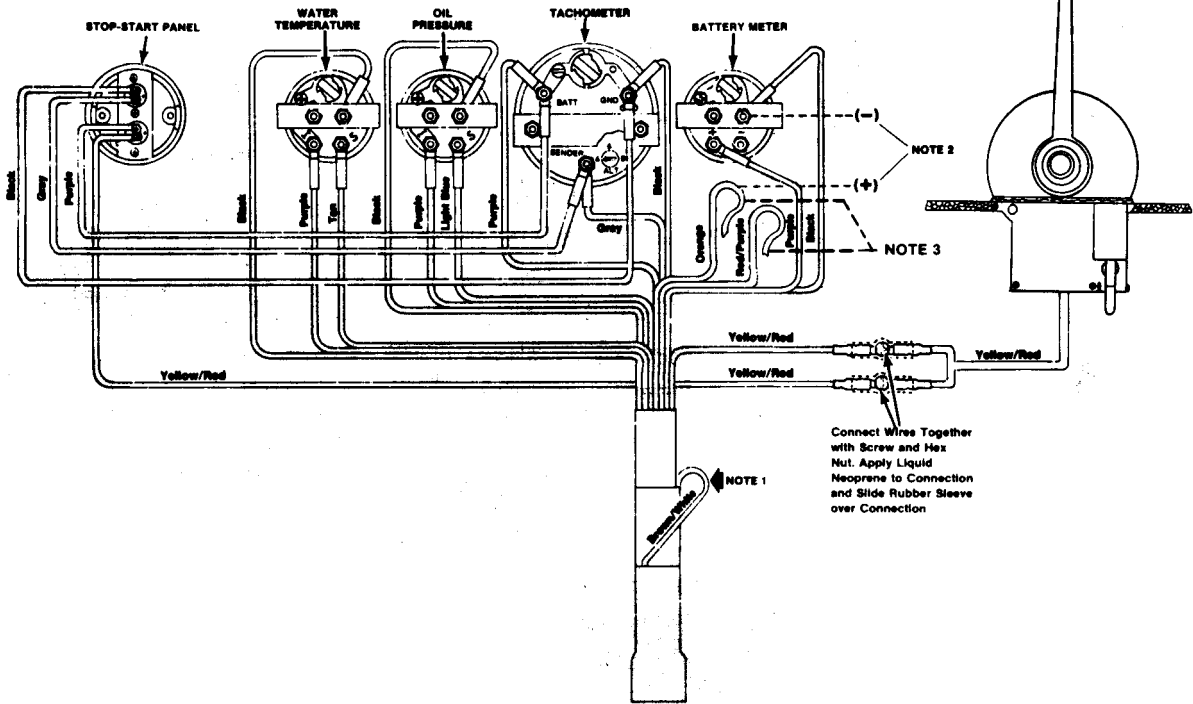 WATER
TEMPERATURE
OIL
PRESSURE
TACHOMETER
STOP-START PANEL
BATTERY METER
BATT
GND
SENDER
ALT
S
S
(−)
NOTE 2
(+)
NOTE 3
Black
Gray
Purple
Black
Purple
Tan
Black
Purple
Light Blue
Purple
Black
Gray
Orange
Red/Purple
Purple
Black
Yellow/Red
Yellow/Red
Yellow/Red
Yellow/Red
Connect Wires Together
with Screw and Hex
Nut. Apply Liquid
Neoprene to Connection
and Slide Rubber Sleeve
over Connection
NOTE 1
Brown/White